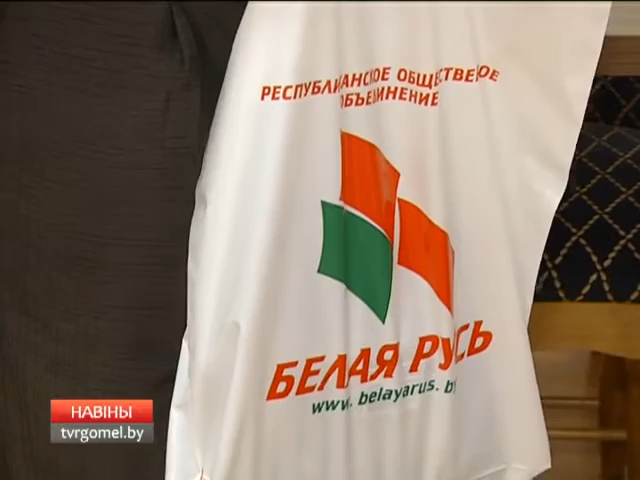 РЕСПУБЛИКАНСКОЕ ОБЩЕСТВЕННОЕ
ОБЪЕДИНЕНИЕ
БЕЛАЯ РУСЬ
www.belayarus.by
НАВІНЫ
tvrgomel.by